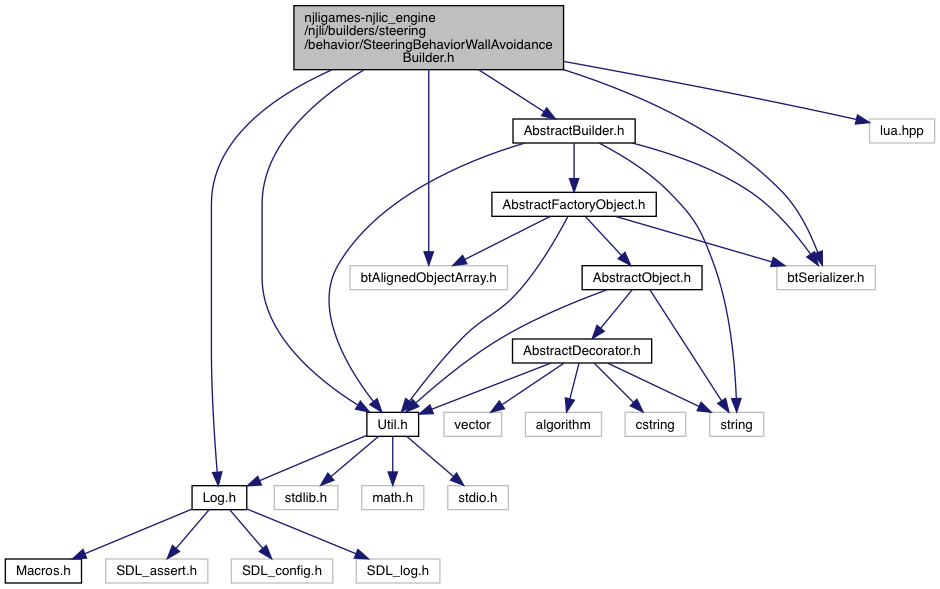 njligames-njlic_engine
/njli/builders/steering
/behavior/SteeringBehaviorWallAvoidance
Builder.h
AbstractBuilder.h
lua.hpp
AbstractFactoryObject.h
btAlignedObjectArray.h
AbstractObject.h
btSerializer.h
AbstractDecorator.h
Util.h
vector
algorithm
cstring
string
Log.h
stdlib.h
math.h
stdio.h
Macros.h
SDL_assert.h
SDL_config.h
SDL_log.h